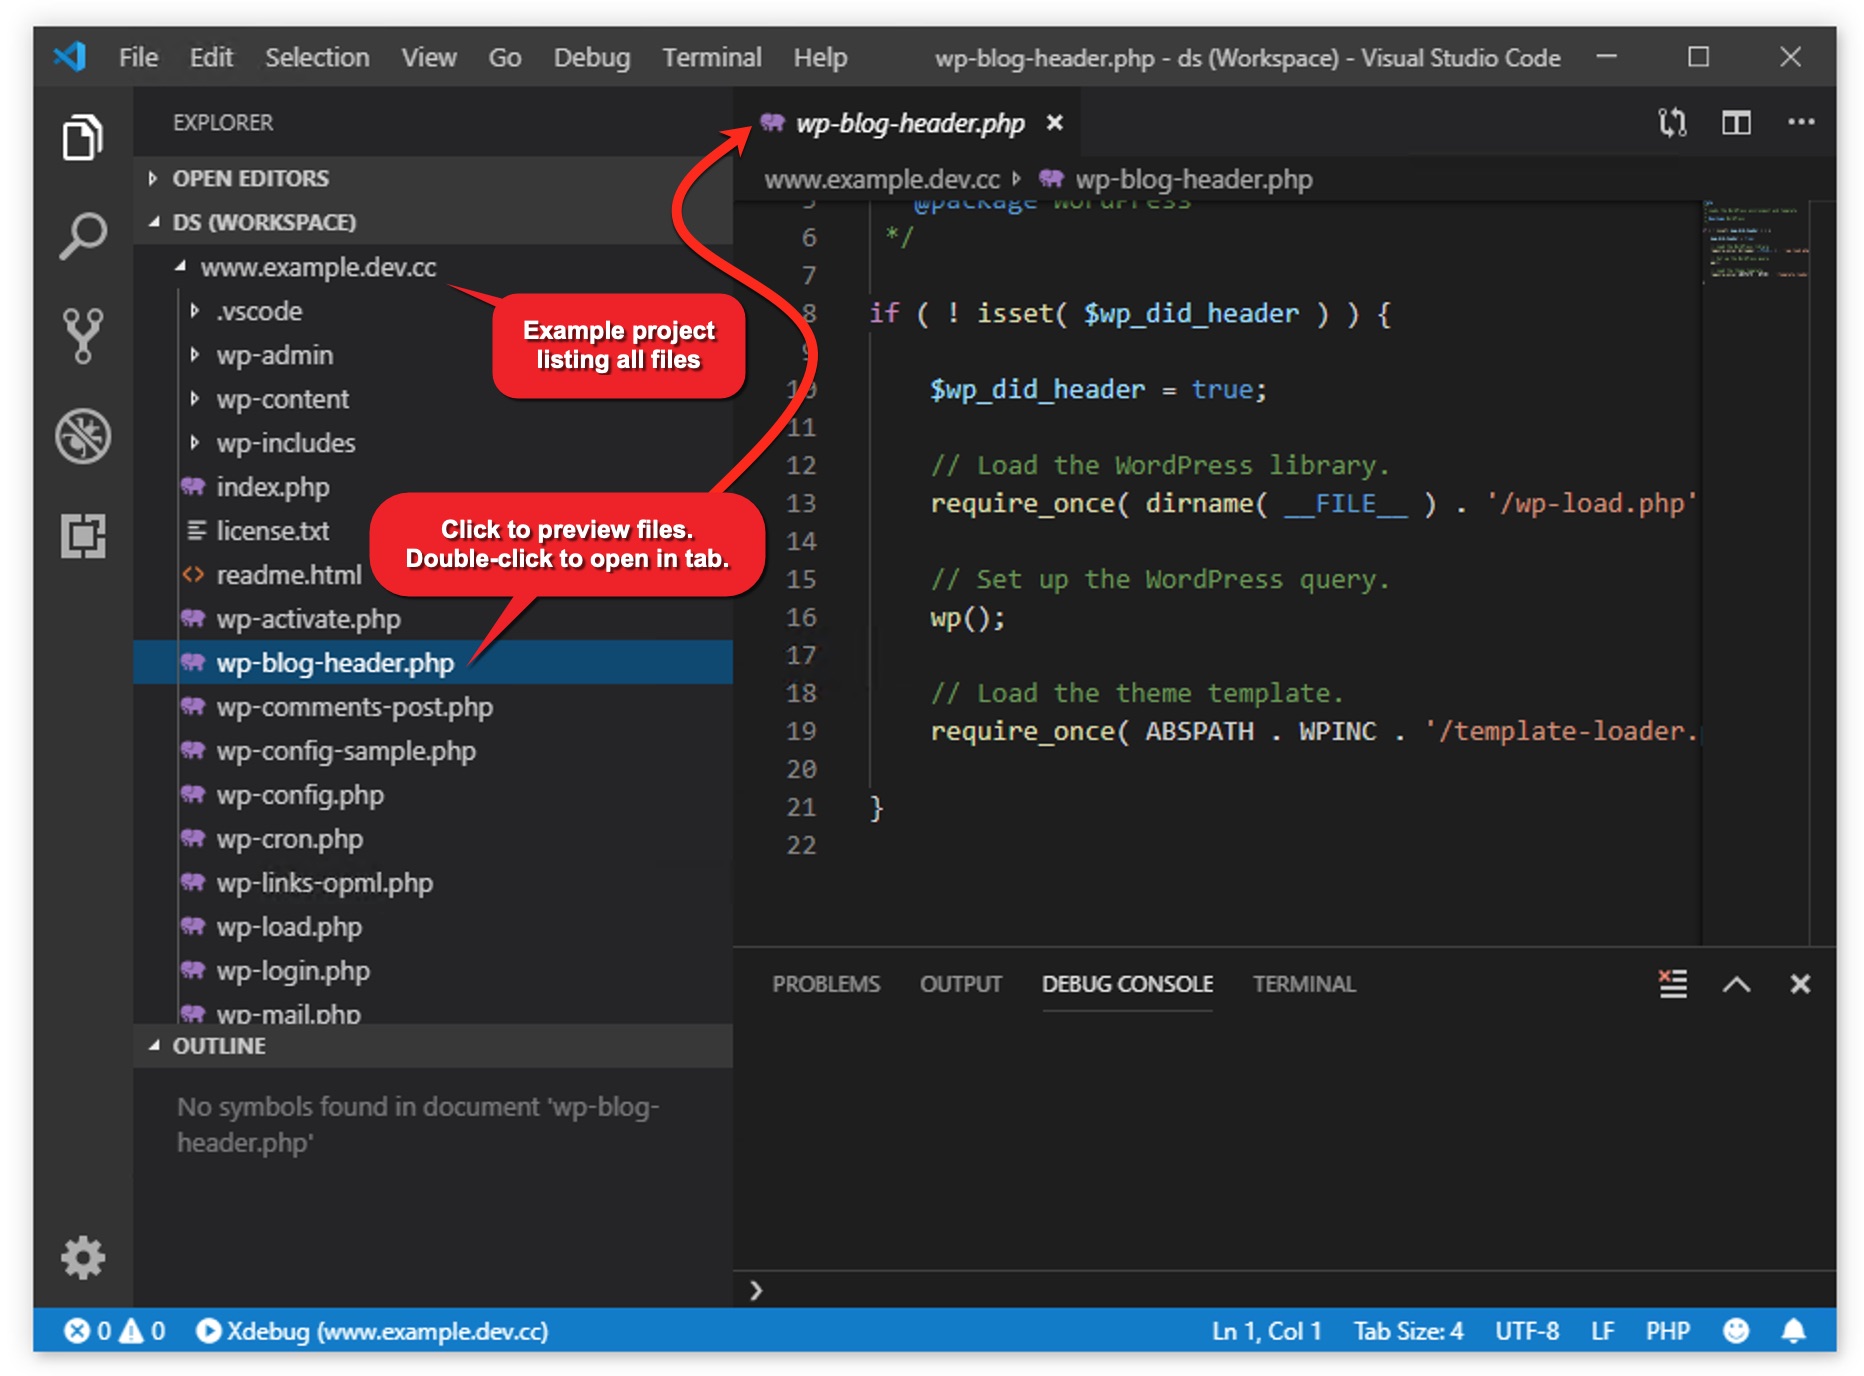 File Edit Selection View Go Debug Terminal Help wp-blog-header.php - ds (Workspace) - Visual Studio Code
EXPLORER
OPEN EDITORS
DS (WORKSPACE)
www.example.dev.cc
.vscode
wp-admin
wp-content
wp-includes
index.php
license.txt
readme.html
wp-activate.php
wp-blog-header.php
wp-comments-post.php
wp-config-sample.php
wp-config.php
wp-cron.php
wp-links-opml.php
wp-load.php
wp-login.php
wp-mail.php
OUTLINE
No symbols found in document 'wp-blog-
header.php'
Example project
listing all files
Click to preview files.
Double-click to open in tab.
wp-blog-header.php
www.example.dev.cc wp-blog-header.php
5 @package WordPress
6 */
7
8 if ( ! isset( $wp_did_header ) ) {
9
10 $wp_did_header = true;
11
12 // Load the WordPress library.
13 require_once( dirname( __FILE__ ) . '/wp-load.php'
14
15 // Set up the WordPress query.
16 wp();
17
18 // Load the theme template.
19 require_once( ABSPATH . WPINC . '/template-loader.
20
21 }
22
PROBLEMS OUTPUT DEBUG CONSOLE TERMINAL
0 0 Xdebug (www.example.dev.cc) Ln 1, Col 1 Tab Size: 4 UTF-8 LF PHP